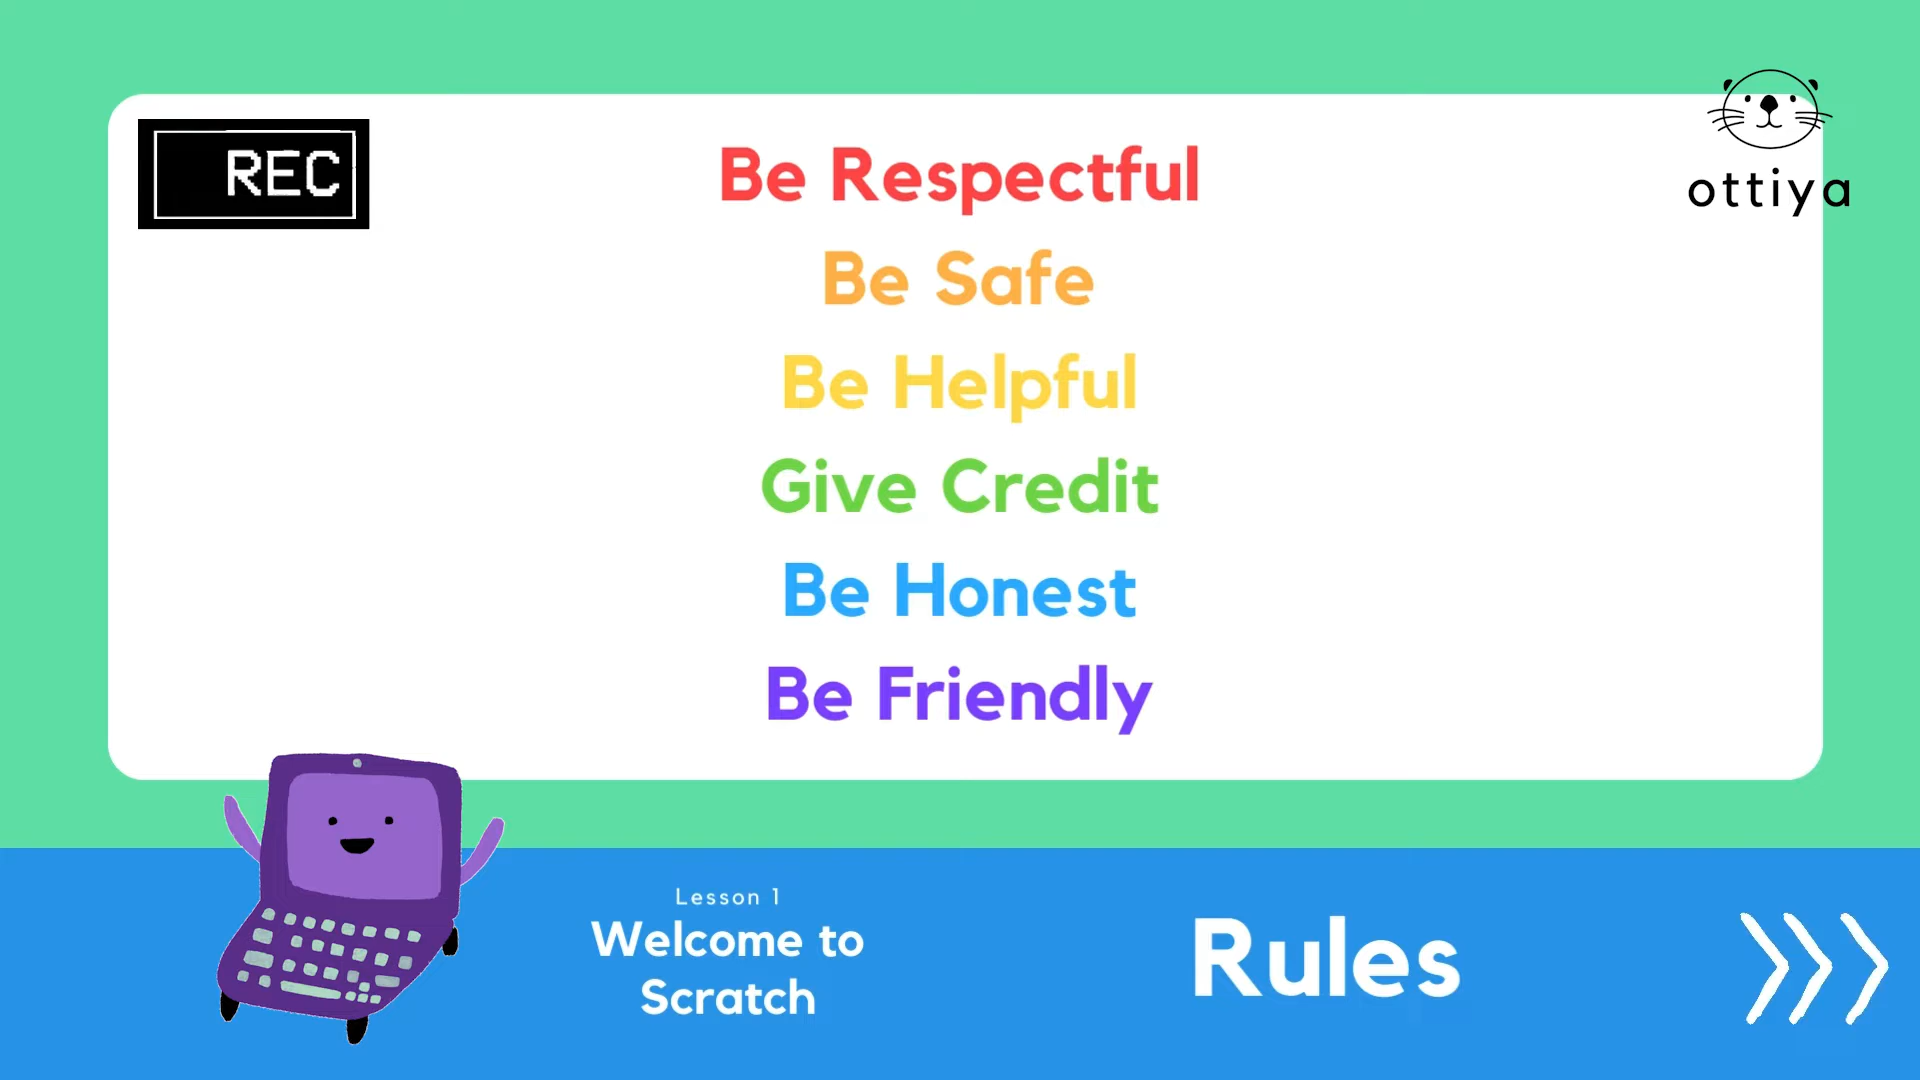 REC
ottiya
Be Respectful
Be Safe
Be Helpful
Give Credit
Be Honest
Be Friendly
Lesson 1
Welcome to
Scratch
Rules